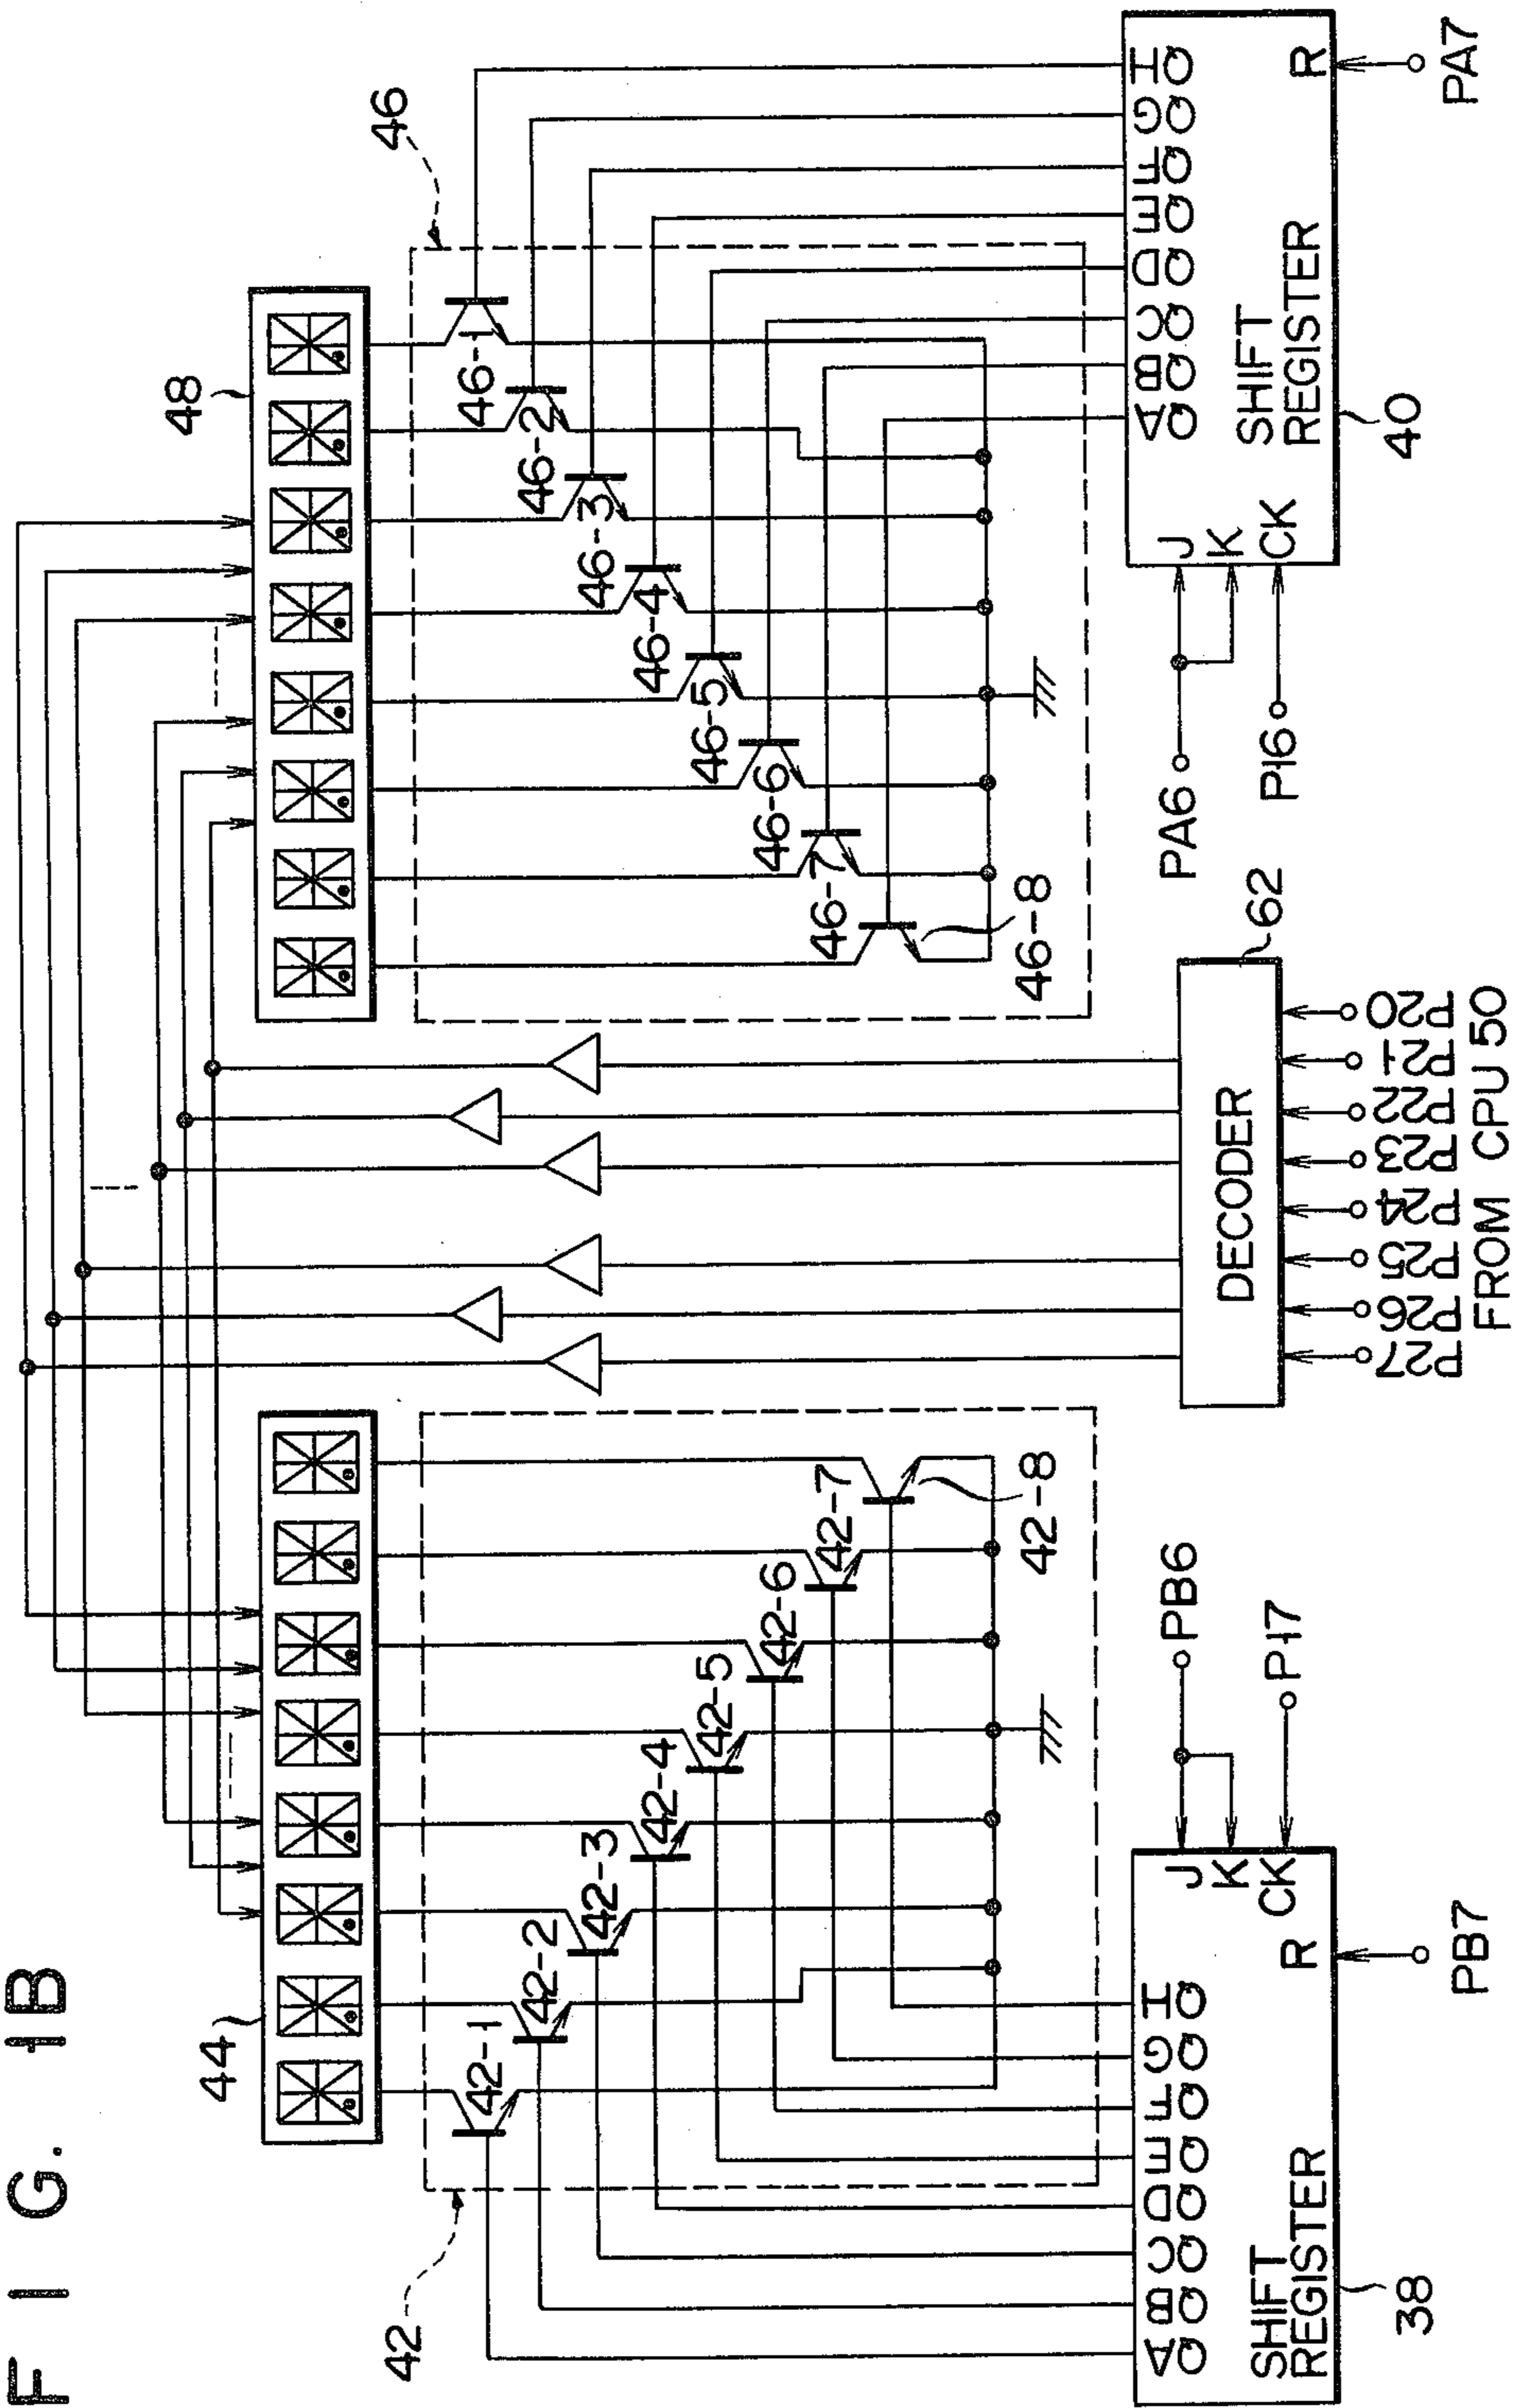 FIG. 1B
44
48
42
46
42-1
42-2
42-3
42-4
42-5
42-6
42-7
42-8
46-1
46-2
46-3
46-4
46-5
46-6
46-7
46-8
QA QB QC QD QE QF QG QH
J
K
CK
R
SHIFT
REGISTER
38
PB6
P17
PB7
DECODER
62
P27 P26 P25 P24 P23 P22 P21 P20
FROM CPU 50
PA6
P16
J
K
CK
QA QB QC QD QE QF QG QH
SHIFT
REGISTER
R
40
PA7